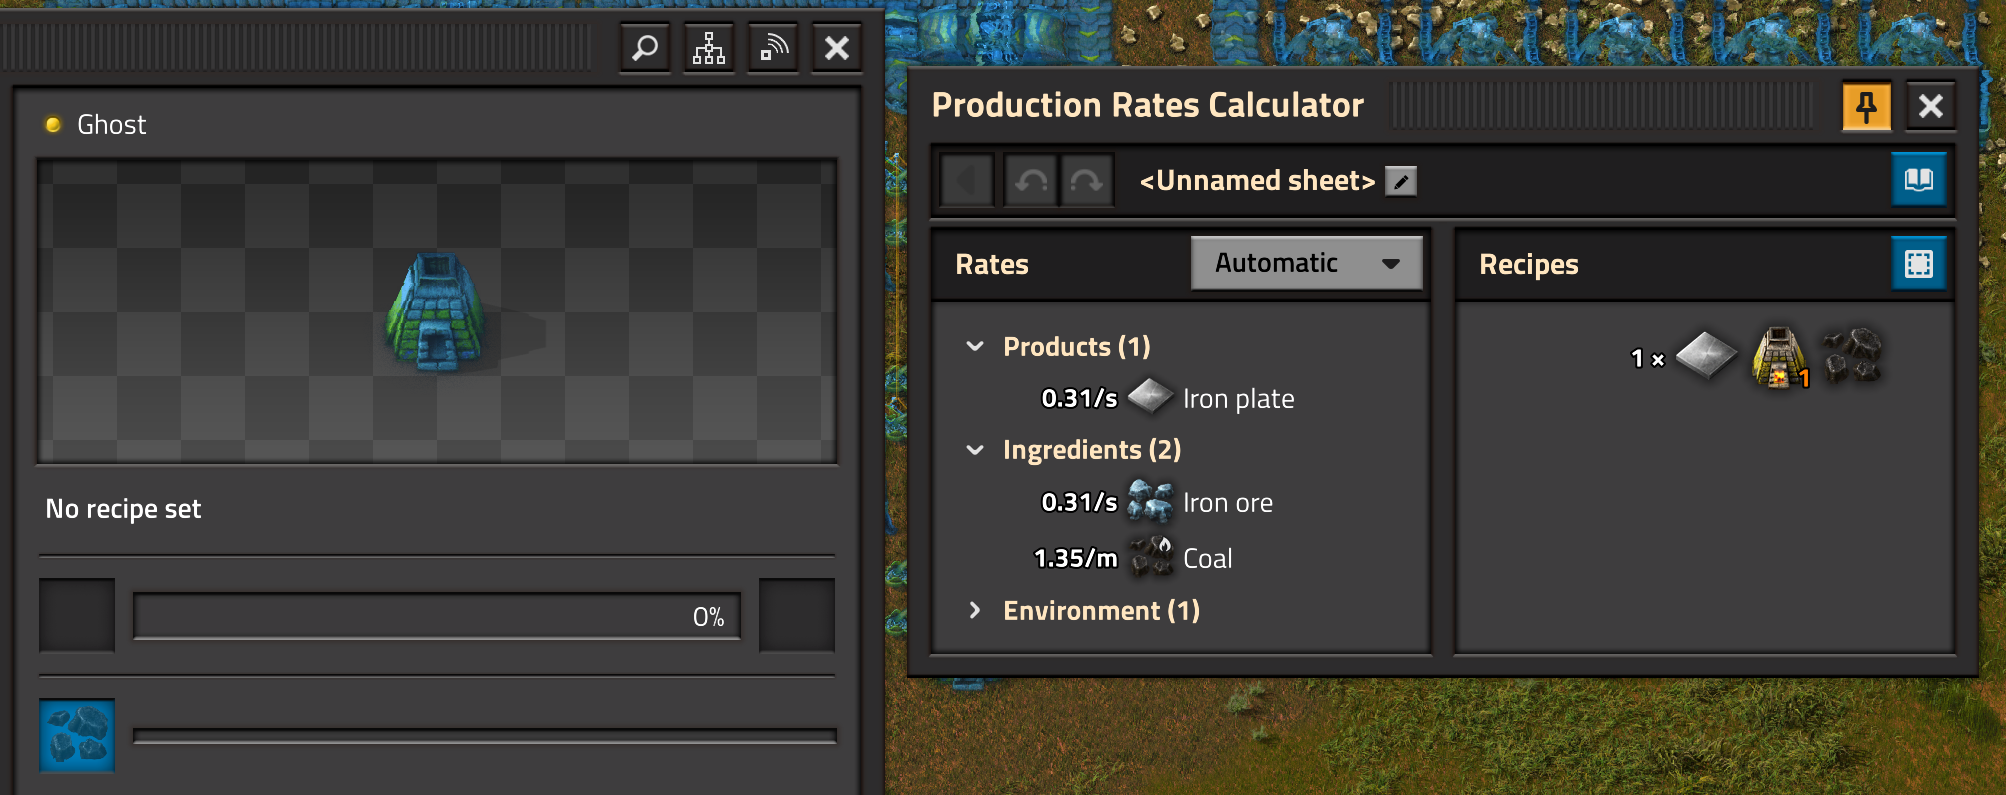 Ghost
No recipe set
0%
Production Rates Calculator
<Unnamed sheet>
Rates
Automatic
Products (1)
0.31/s Iron plate
Ingredients (2)
0.31/s Iron ore
1.35/m Coal
Environment (1)
Recipes
1 ×
1